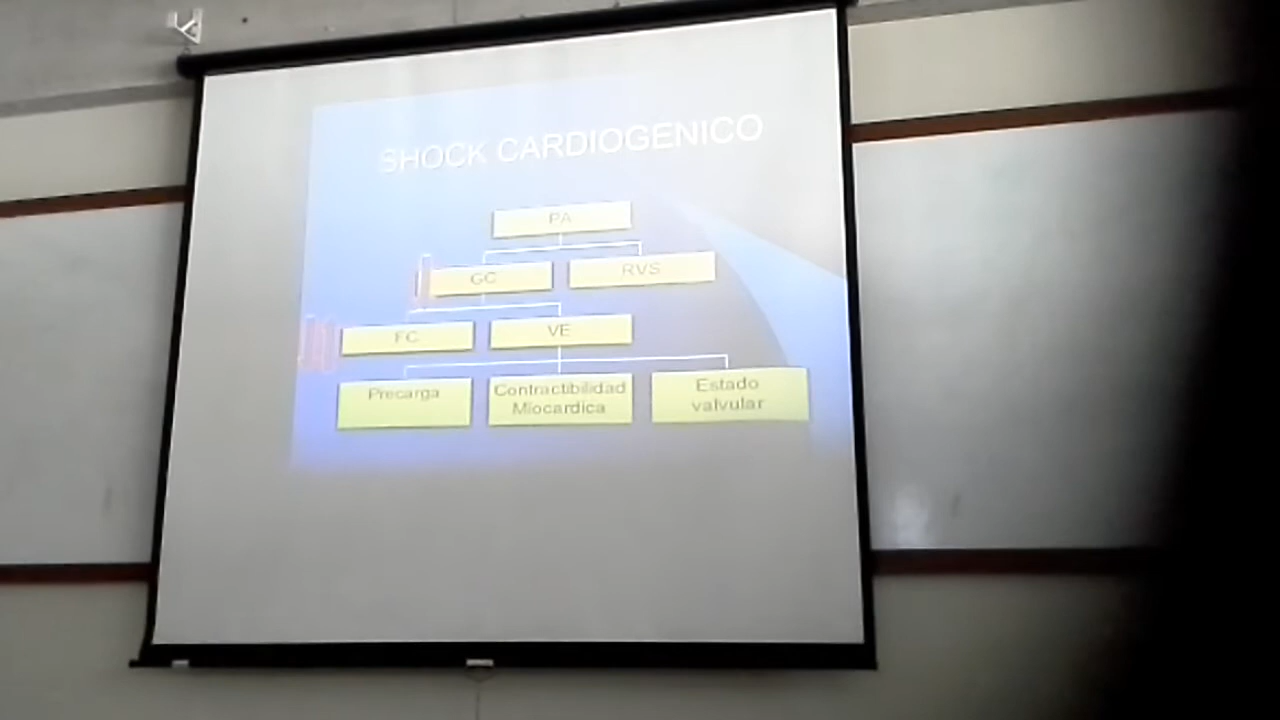 SHOCK CARDIOGENICO
PA
GC
RVS
FC
VE
Precarga
Contractibilidad
Miocardica
Estado
valvular